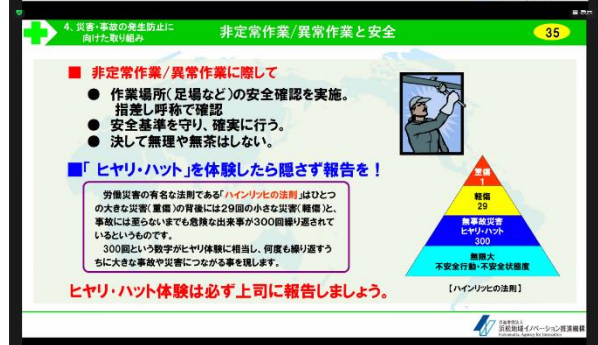 4、災害・事故の発生防止に
向けた取り組み
非定常作業/異常作業と安全
35
■ 非定常作業/異常作業に際して
● 作業場所(足場など)の安全確認を実施。
指差し呼称で確認
● 安全基準を守り、確実に行う。
● 決して無理や無茶はしない。
■「 ヒヤリ・ハット」を体験したら隠さず報告を!
労働災害の有名な法則である「ハインリッヒの法則」はひとつ
の大きな災害(重傷)の背後には29回の小さな災害(軽傷)と、
事故には至らないまでも危険な出来事が300回繰り返されて
いるというものです。
300回という数字がヒヤリ体験に相当し、何度も繰り返すう
ちに大きな事故や災害につながる事を現します。
ヒヤリ・ハット体験は必ず上司に報告しましょう。
重傷
1
軽傷
29
無事故災害
ヒヤリ・ハット
300
無限大
不安全行動・不安全状態度
【ハインリッヒの法則】
浜松地域イノベーション推進機構